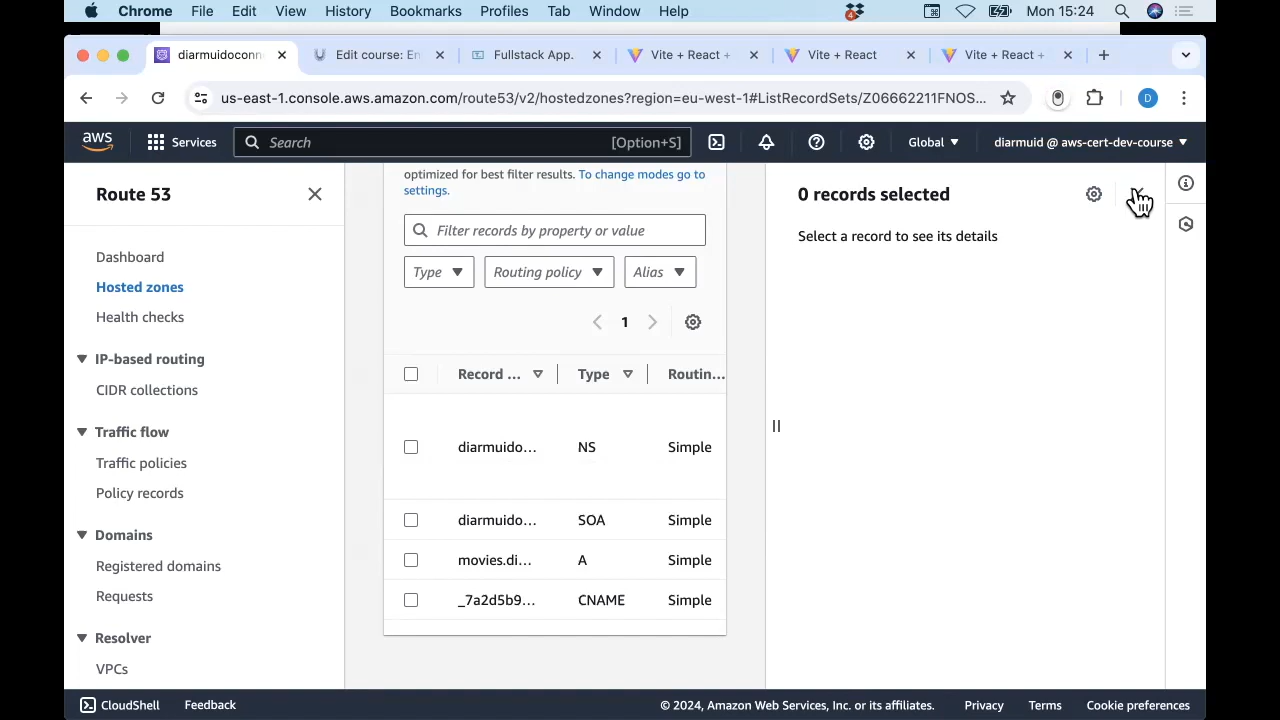 Chrome File Edit View History Bookmarks Profiles Tab Window Help 4 Mon 15:24
diarmuidoconn Edit course: En Fullstack App. Vite + React + Vite + React Vite + React +
us-east-1.console.aws.amazon.com/route53/v2/hostedzones?region=eu-west-1#ListRecordSets/Z06662211FNOS... D
aws Services Search [Option+S] Global diarmuid @ aws-cert-dev-course
Route 53
Dashboard
Hosted zones
Health checks
IP-based routing
CIDR collections
Traffic flow
Traffic policies
Policy records
Domains
Registered domains
Requests
Resolver
VPCs
optimized for best filter results. To change modes go to
settings.
Filter records by property or value
Type Routing policy Alias
1
Record ... Type Routin...
diarmuido... NS Simple
diarmuido... SOA Simple
movies.di... A Simple
_7a2d5b9... CNAME Simple
0 records selected
Select a record to see its details
CloudShell Feedback © 2024, Amazon Web Services, Inc. or its affiliates. Privacy Terms Cookie preferences